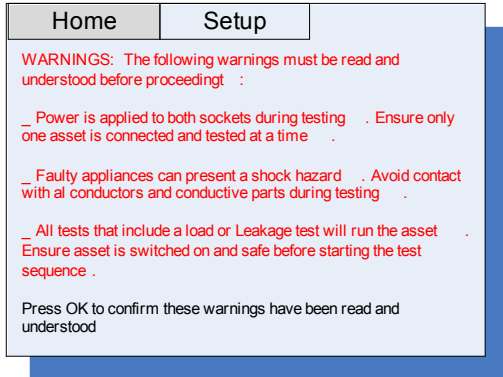 Home Setup
WARNINGS: The following warnings must be read and
understood before proceedingt :
_ Power is applied to both sockets during testing . Ensure only
one asset is connected and tested at a time .
_ Faulty appliances can present a shock hazard . Avoid contact
with al conductors and conductive parts during testing .
_ All tests that include a load or Leakage test will run the asset .
Ensure asset is switched on and safe before starting the test
sequence .
Press OK to confirm these warnings have been read and
understood